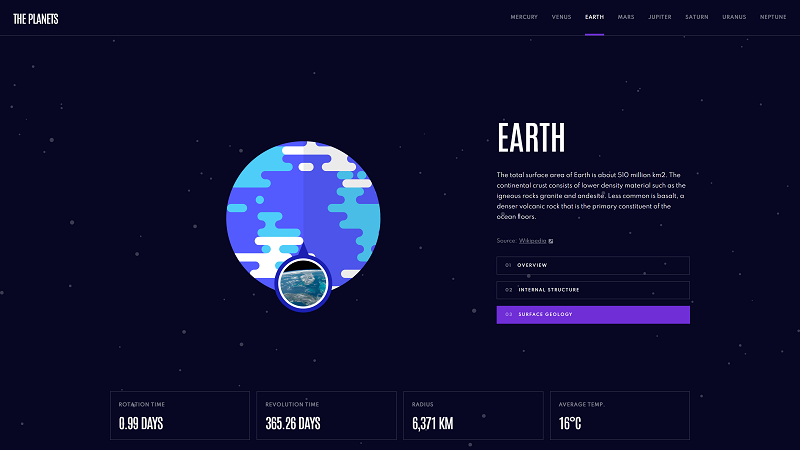 THE PLANETS
MERCURY VENUS EARTH MARS JUPITER SATURN URANUS NEPTUNE
EARTH
The total surface area of Earth is about 510 million km2. The
continental crust consists of lower density material such as the
igneous rocks granite and andesite. Less common is basalt, a
denser volcanic rock that is the primary constituent of the
ocean floors.
Source: Wikipedia
01 OVERVIEW
02 INTERNAL STRUCTURE
03 SURFACE GEOLOGY
ROTATION TIME
0.99 DAYS
REVOLUTION TIME
365.26 DAYS
RADIUS
6,371 KM
AVERAGE TEMP.
16°C